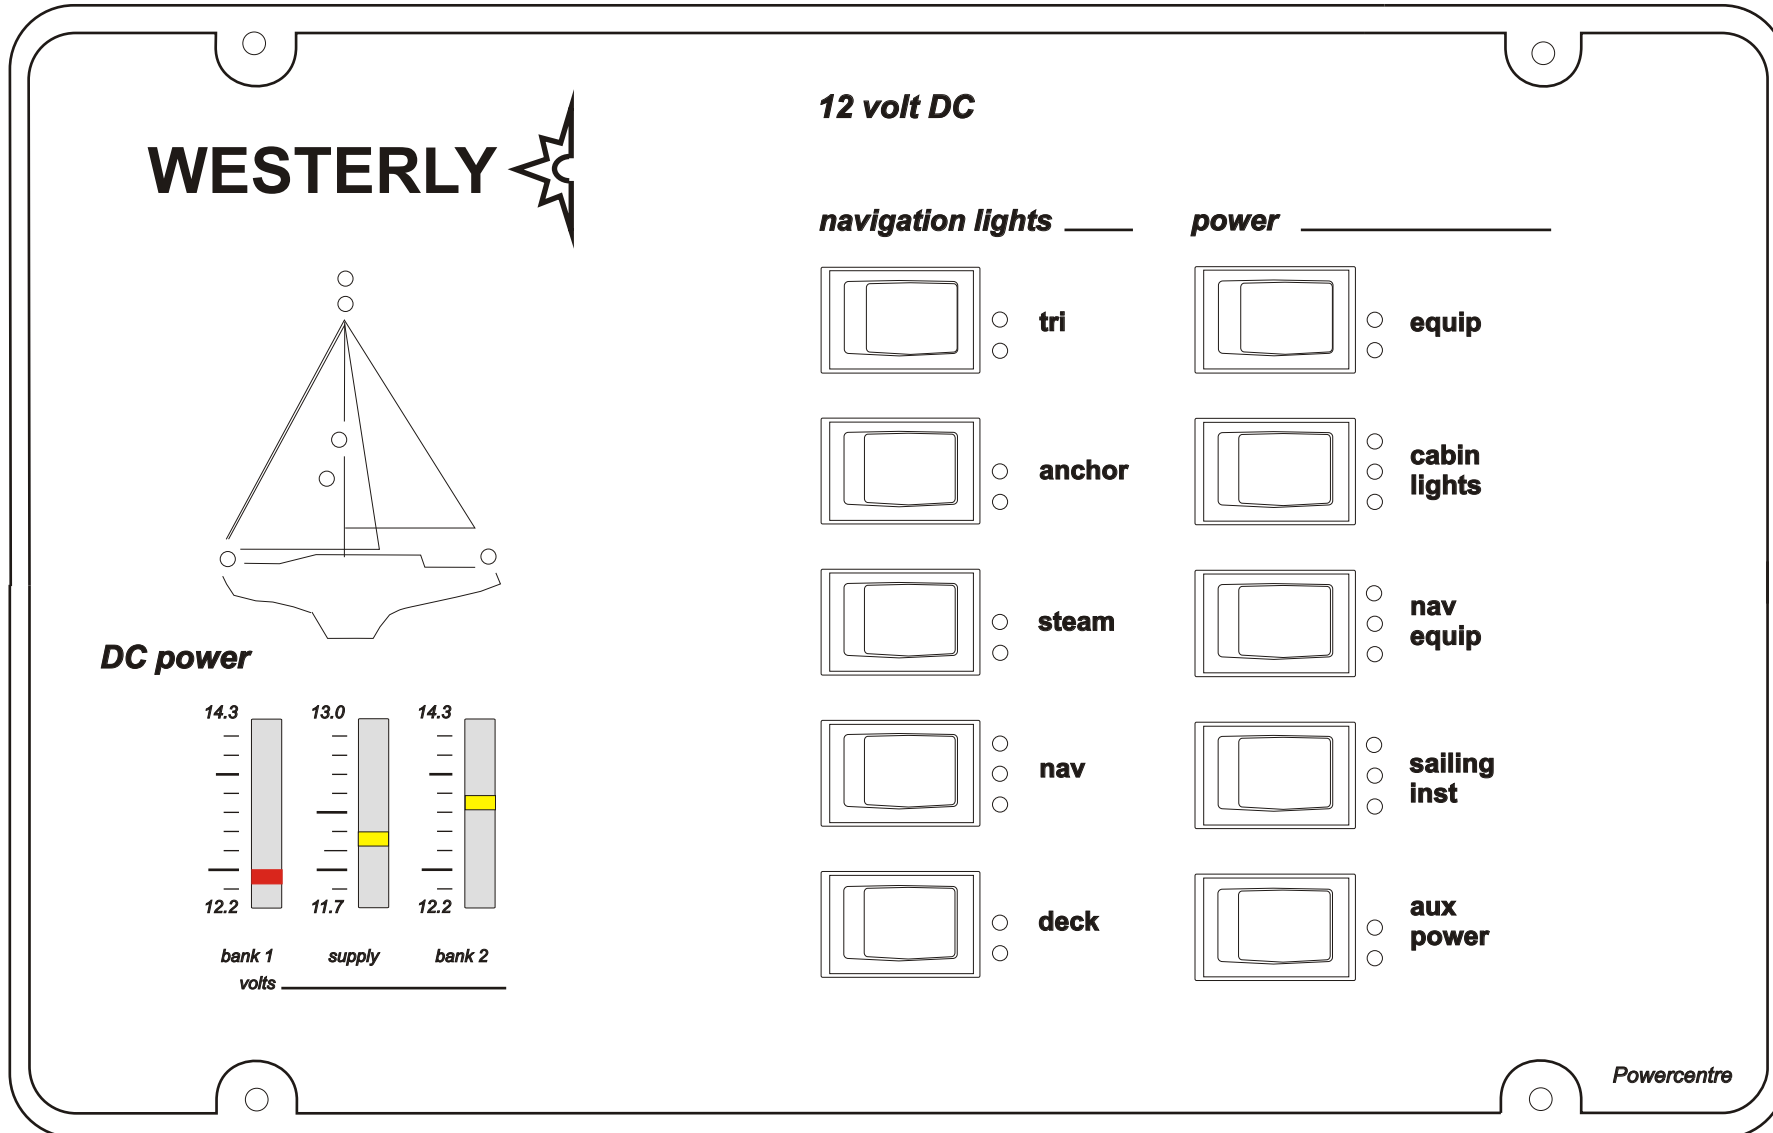 WESTERLY
DC power
14.3 13.0 14.3
12.2 11.7 12.2
bank 1 supply bank 2
volts
12 volt DC
navigation lights
tri
anchor
steam
nav
deck
power
equip
cabin
lights
nav
equip
sailing
inst
aux
power
Powercentre